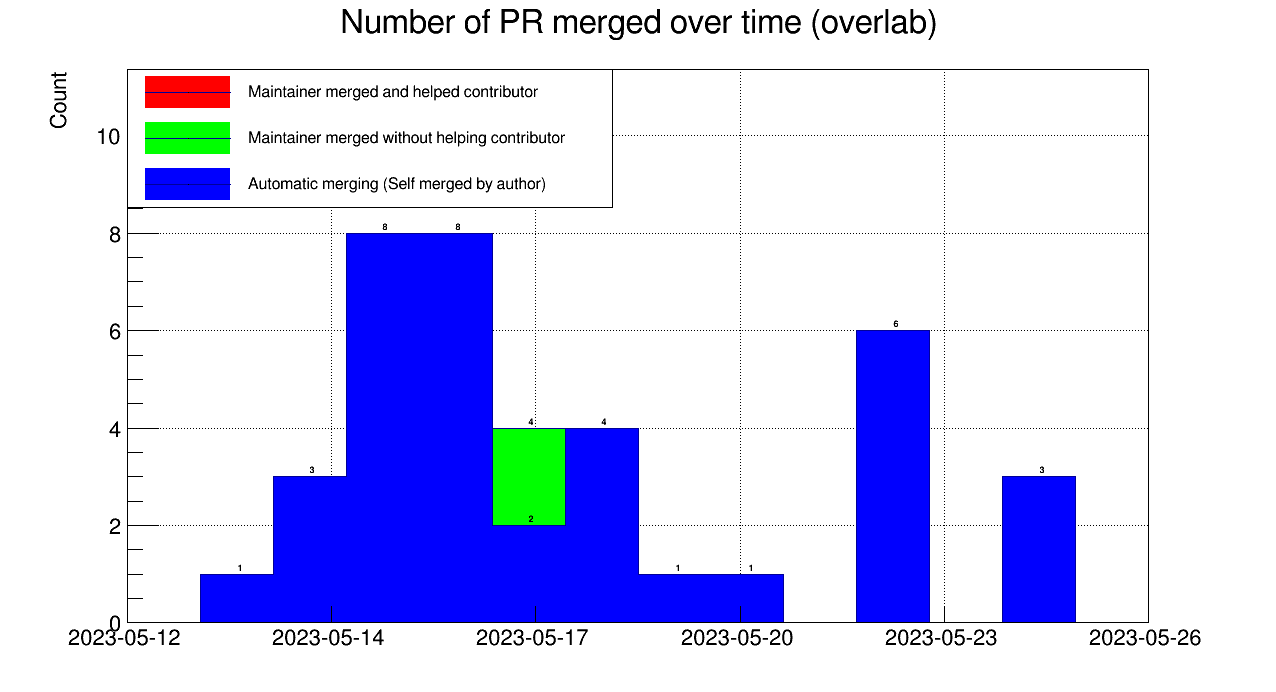 Number of PR merged over time (overlab)
Count
Maintainer merged and helped contributor
Maintainer merged without helping contributor
Automatic merging (Self merged by author)
10
8
6
4
2
0
8 8
6
4 4
3 3
2
1 1 1
2023-05-12 2023-05-14 2023-05-17 2023-05-20 2023-05-23 2023-05-26